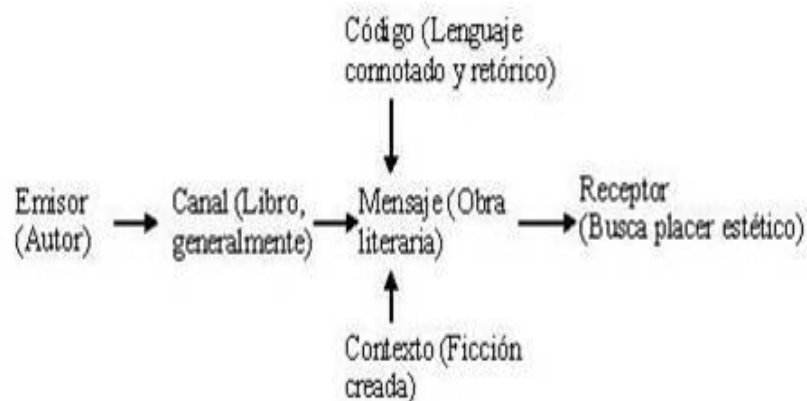 Código (Lenguaje
connotado y retórico)
Emisor
(Autor)
Canal (Libro,
generalmente)
Mensaje (Obra
literaria)
Receptor
(Busca placer estético)
Contexto (Ficción
creada)